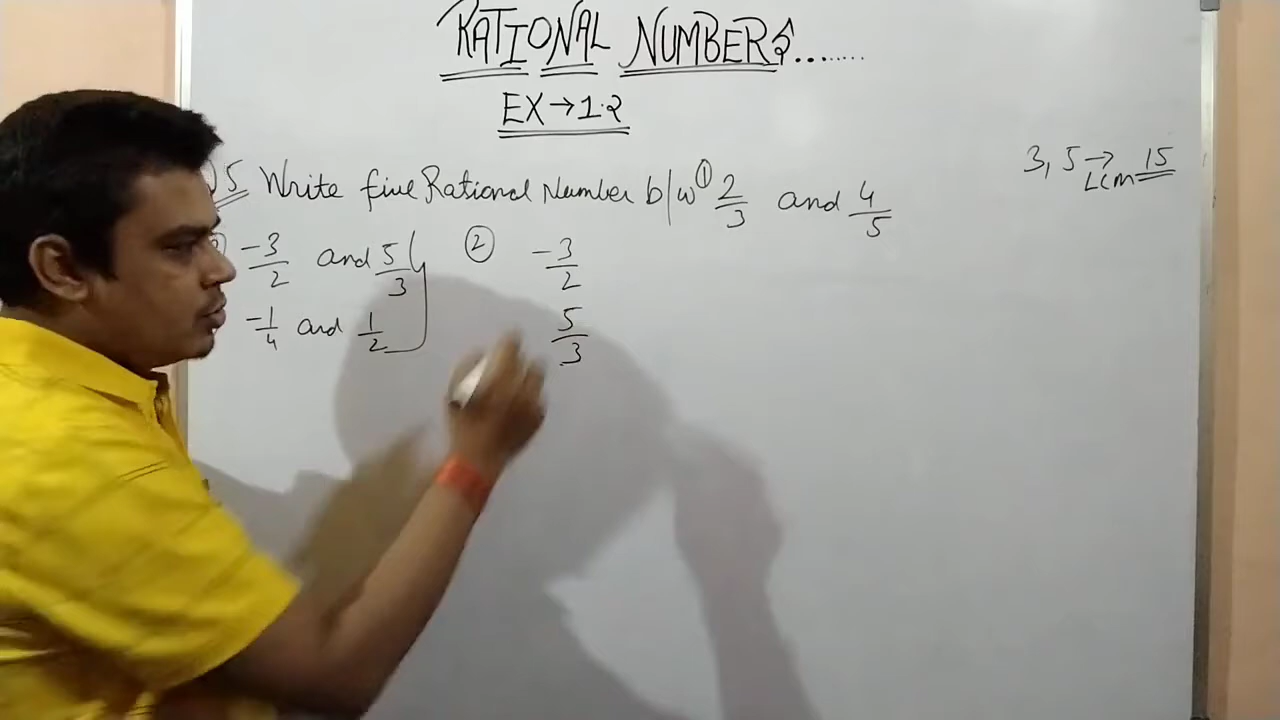 RATIONAL NUMBERS........
EX→1.2
3, 5 → 15
LCM
5 Write five Rational Number b/w ① 2/3 and 4/5
-3/2 and 5/3
-1/4 and 1/2
② -3/2
5/3